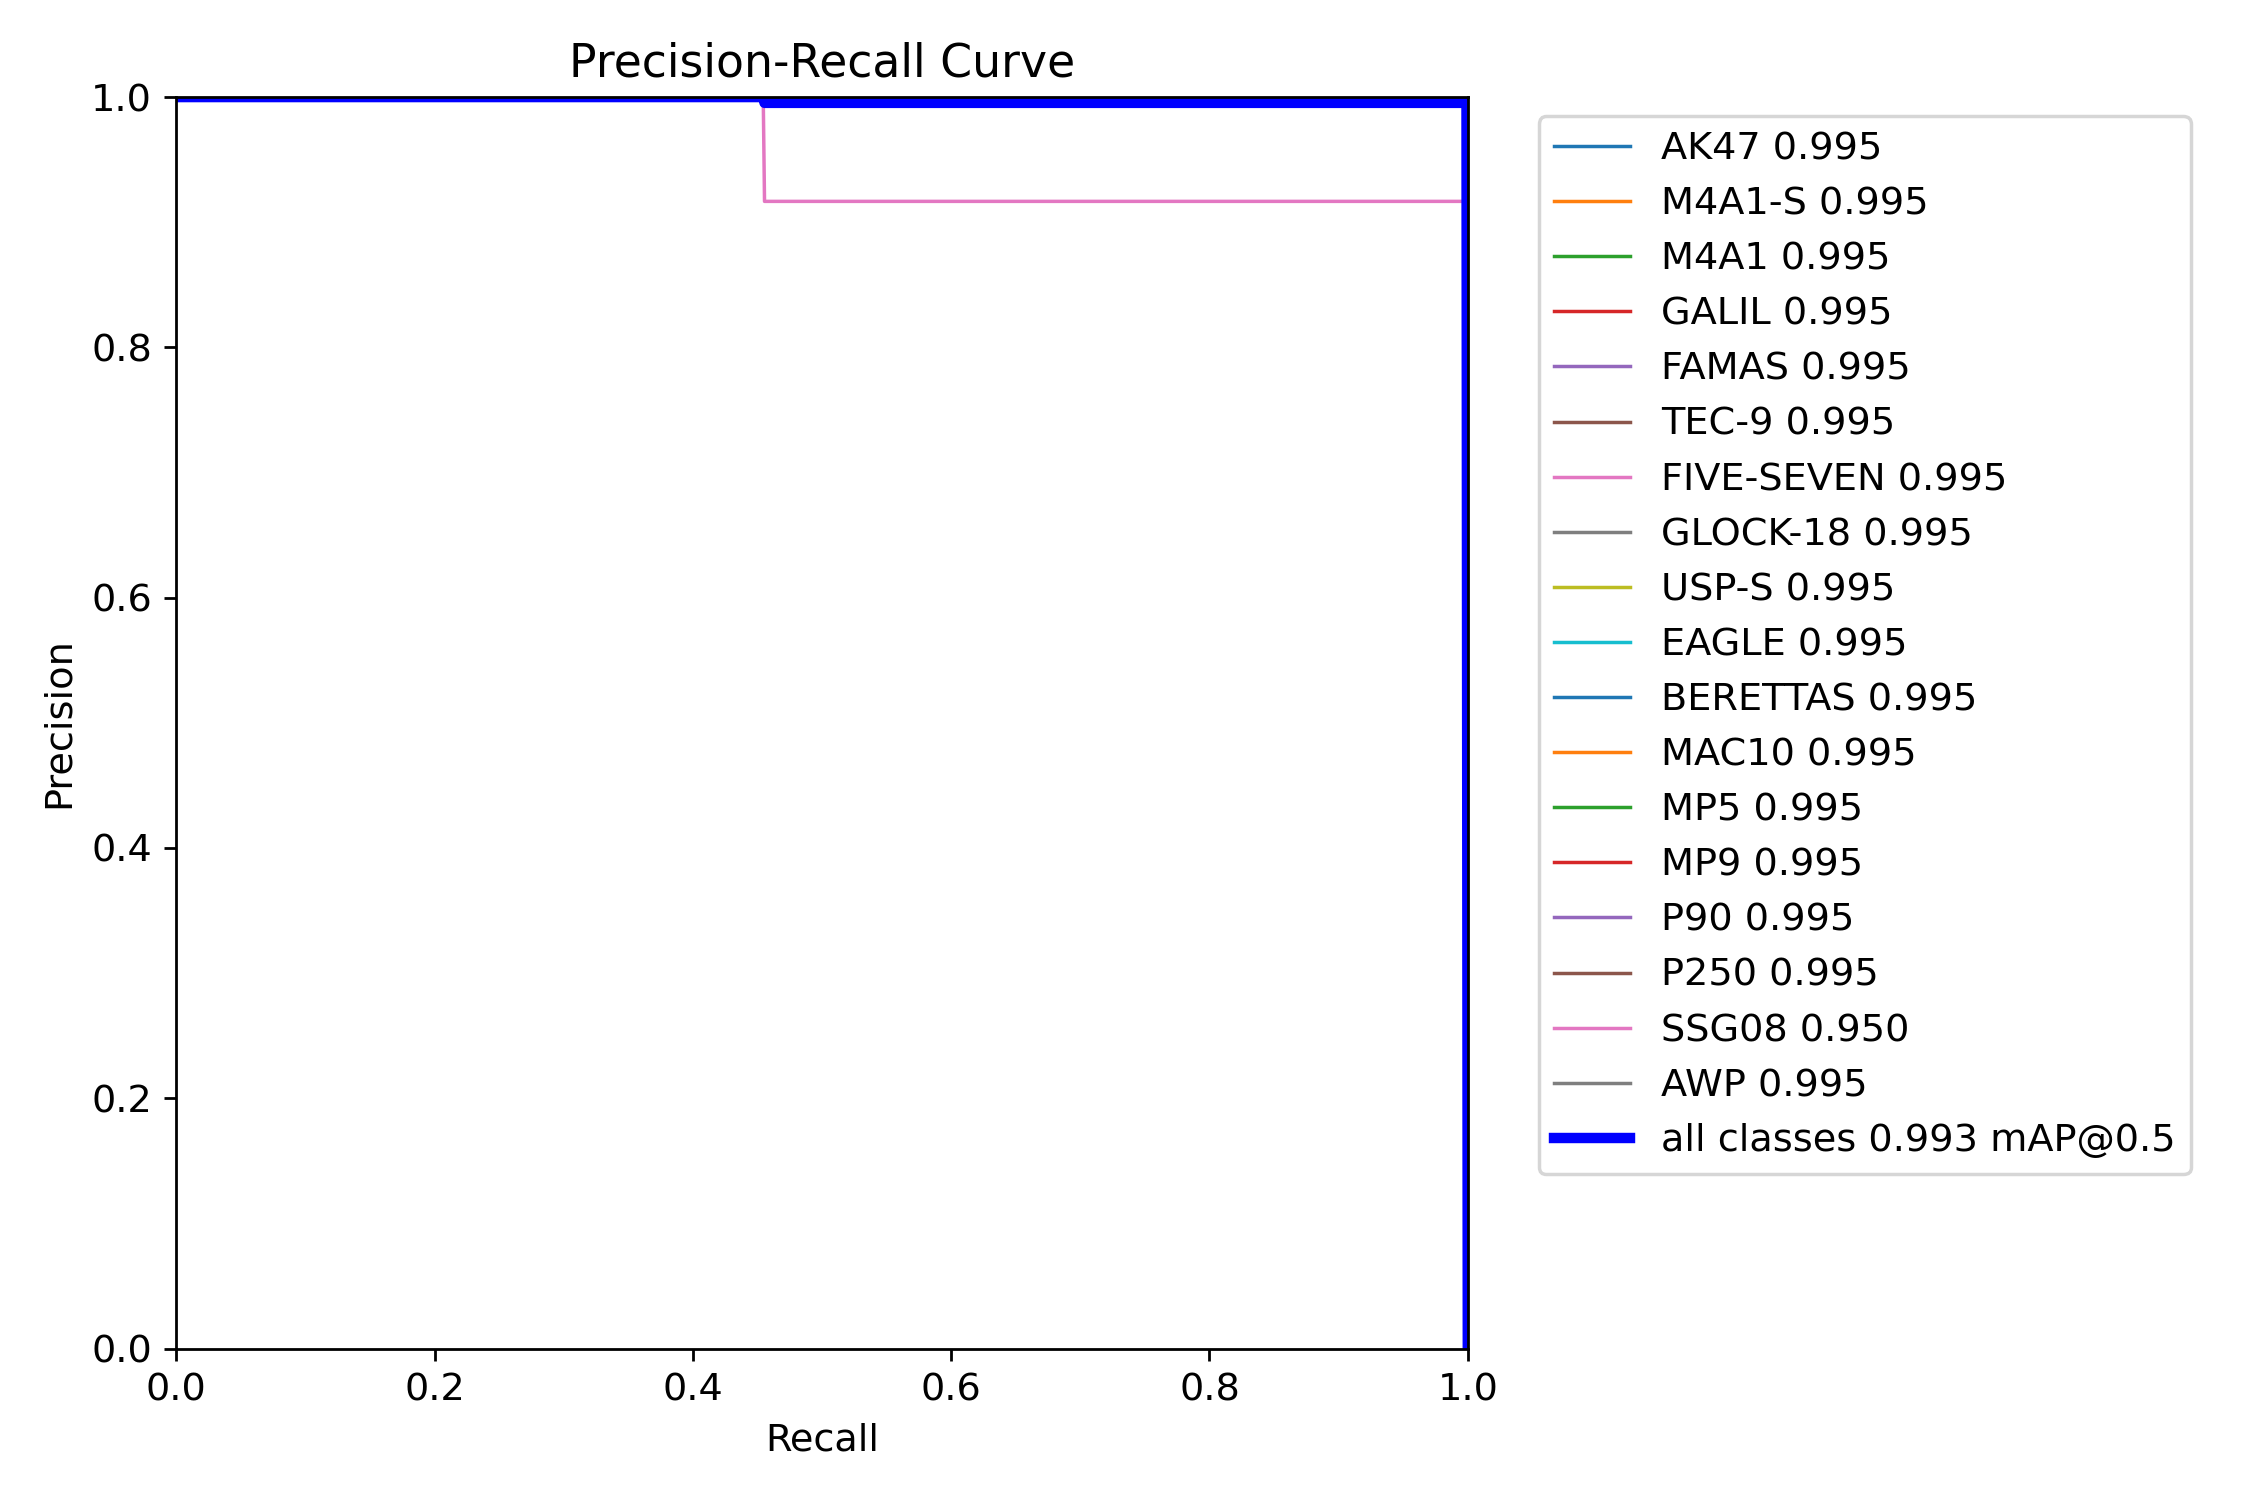 Precision-Recall Curve
1.0
0.8
0.6
0.4
0.2
0.0
Precision
0.0 0.2 0.4 0.6 0.8 1.0
Recall
AK47 0.995
M4A1-S 0.995
M4A1 0.995
GALIL 0.995
FAMAS 0.995
TEC-9 0.995
FIVE-SEVEN 0.995
GLOCK-18 0.995
USP-S 0.995
EAGLE 0.995
BERETTAS 0.995
MAC10 0.995
MP5 0.995
MP9 0.995
P90 0.995
P250 0.995
SSG08 0.950
AWP 0.995
all classes 0.993 mAP@0.5